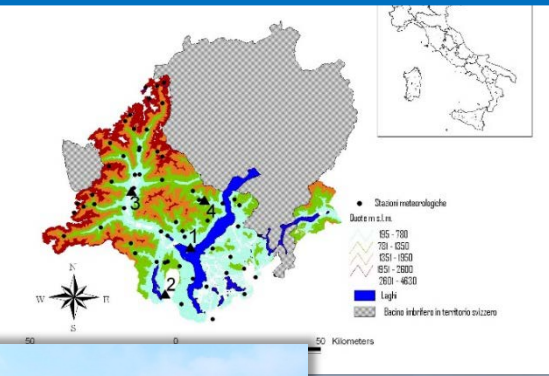 3
4
1
2
N
W
E
S
Stazioni meteorologiche
Quote m s.l.m.
195 - 780
781 - 1350
1351 - 1950
1951 - 2600
2601 - 4630
Laghi
Bacino imbrifero in territorio svizzero
50
0
50 Kilometers